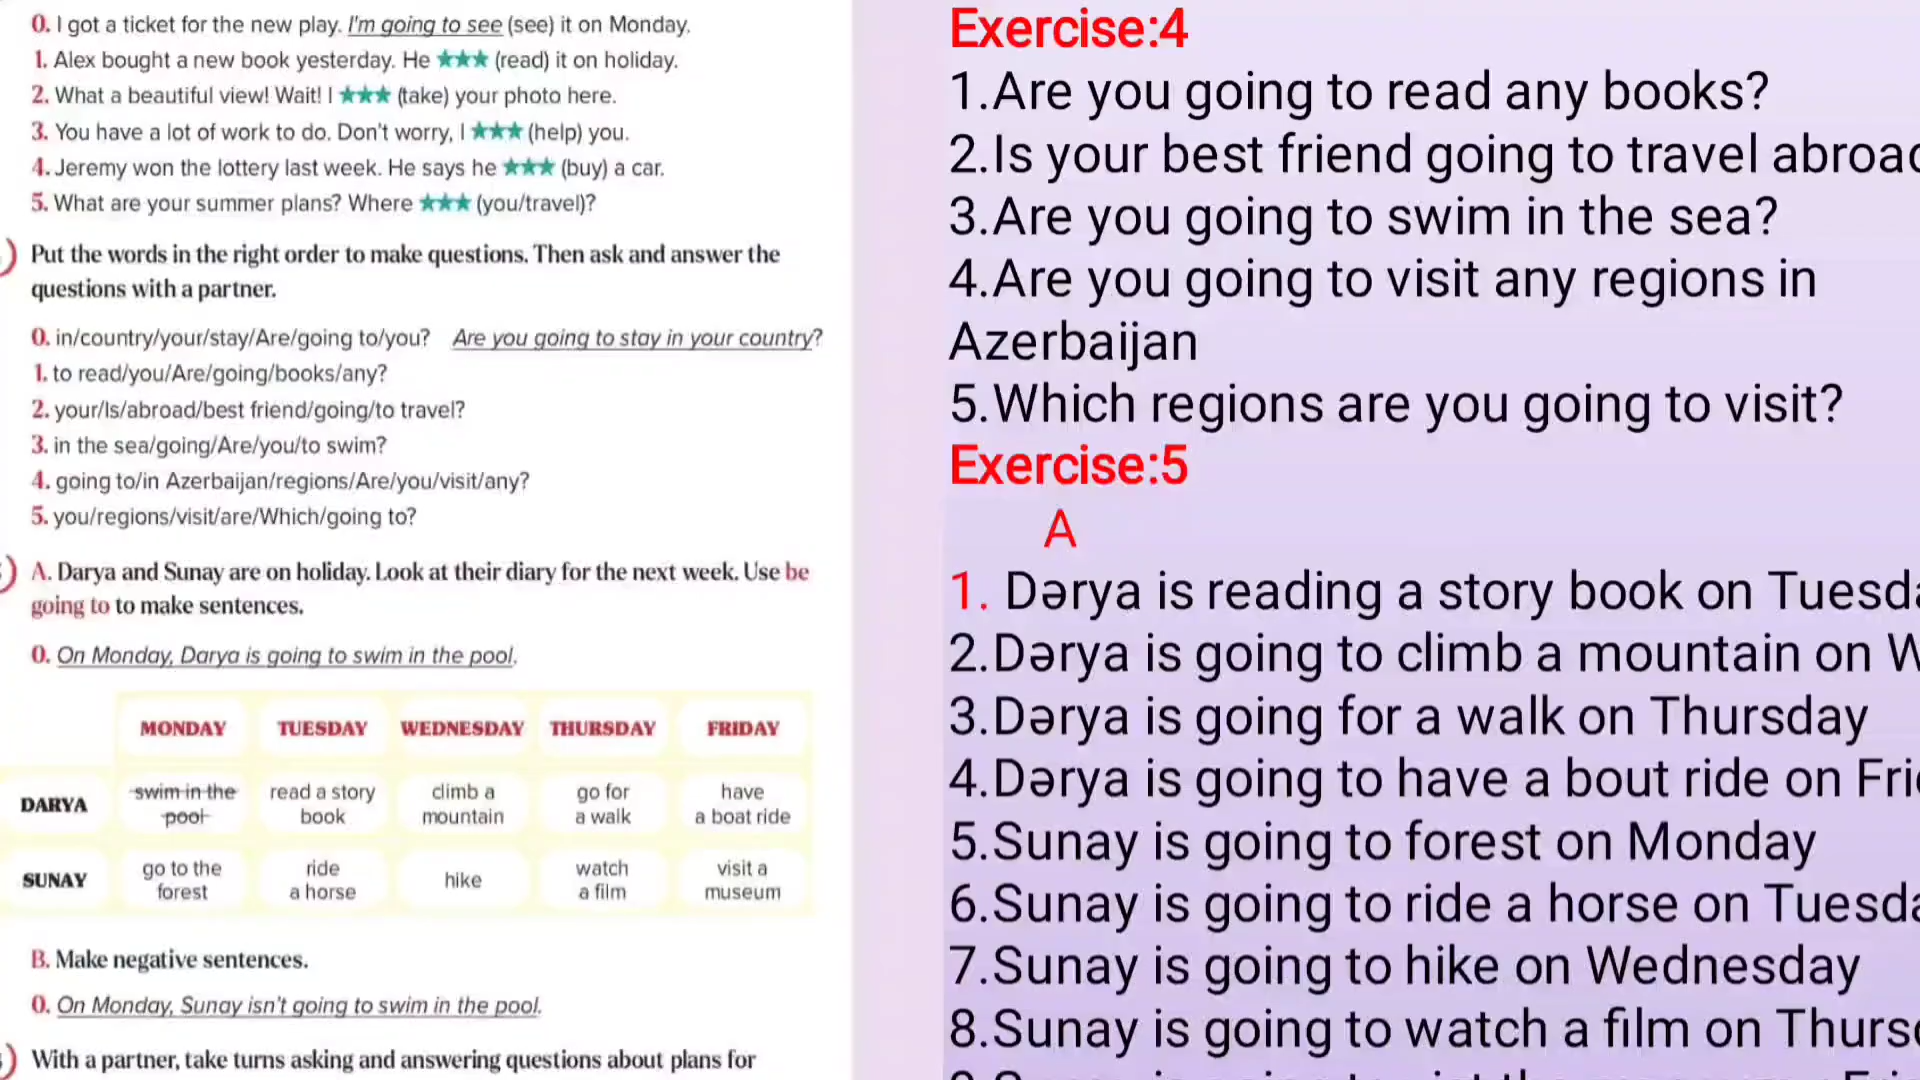 0. I got a ticket for the new play. I'm going to see (see) it on Monday.
1. Alex bought a new book yesterday. He ★★★ (read) it on holiday.
2. What a beautiful view! Wait! I ★★★ (take) your photo here.
3. You have a lot of work to do. Don't worry, I ★★★ (help) you.
4. Jeremy won the lottery last week. He says he ★★★ (buy) a car.
5. What are your summer plans? Where ★★★ (you/travel)?
Put the words in the right order to make questions. Then ask and answer the
questions with a partner.
0. in/country/your/stay/Are/going to/you? Are you going to stay in your country?
1. to read/you/Are/going/books/any?
2. your/Is/abroad/best friend/going/to travel?
3. in the sea/going/Are/you/to swim?
4. going to/in Azerbaijan/regions/Are/you/visit/any?
5. you/regions/visit/are/Which/going to?
A. Darya and Sunay are on holiday. Look at their diary for the next week. Use be
going to to make sentences.
0. On Monday, Darya is going to swim in the pool.
MONDAY TUESDAY WEDNESDAY THURSDAY FRIDAY
DARYA
swim in the read a story climb a go for have
pool book mountain a walk a boat ride
SUNAY
go to the ride hike watch visit a
forest a horse a film museum
B. Make negative sentences.
0. On Monday, Sunay isn't going to swim in the pool.
With a partner, take turns asking and answering questions about plans for
Exercise:4
1.Are you going to read any books?
2.Is your best friend going to travel
3.Are you going to swim in the sea?
4.Are you going to visit any regions in
Azerbaijan
5.Which regions are you going to visit?
Exercise:5
A
1. Dərya is reading a story book on
2.Dərya is going to climb a mountain on
3.Dərya is going for a walk on Thursday
4.Dərya is going to have a bout ride on
5.Sunay is going to forest on Monday
6.Sunay is going to ride a horse on
7.Sunay is going to hike on Wednesday
8.Sunay is going to watch a film on